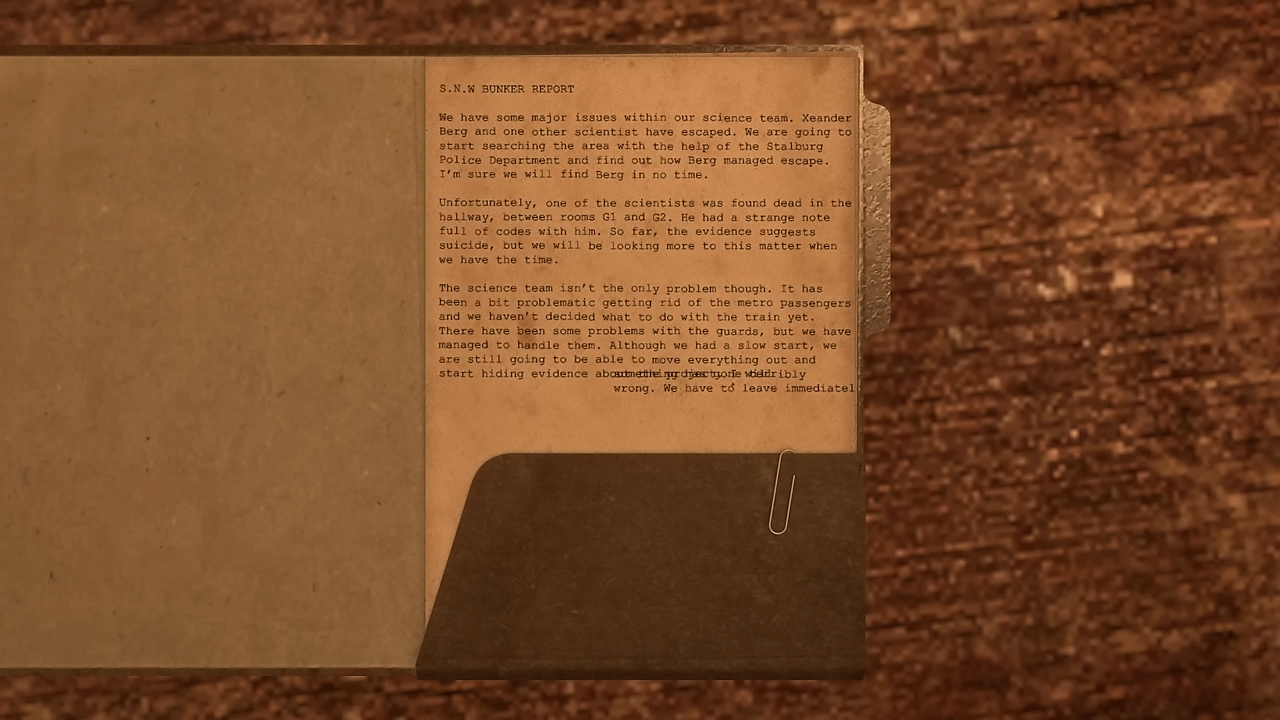 S.N.W BUNKER REPORT
We have some major issues within our science team. Xeander
Berg and one other scientist have escaped. We are going to
start searching the area with the help of the Stalburg
Police Department and find out how Berg managed escape.
I'm sure we will find Berg in no time.
Unfortunately, one of the scientists was found dead in the
hallway, between rooms G1 and G2. He had a strange note
full of codes with him. So far, the evidence suggests
suicide, but we will be looking more to this matter when
we have the time.
The science team isn't the only problem though. It has
been a bit problematic getting rid of the metro passengers
and we haven't decided what to do with the train yet.
There have been some problems with the guards, but we have
managed to handle them. Although we had a slow start, we
are still going to be able to move everything out and
start hiding evidence
wrong. We have to leave immediatel